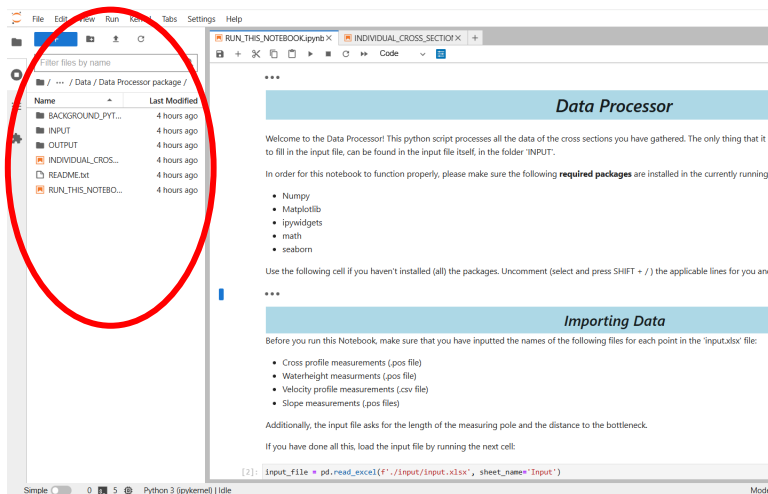 File Edit View Run Kernel Tabs Settings Help
Filter files by name
/ ··· / Data / Data Processor package /
Name Last Modified
BACKGROUND_PYT... 4 hours ago
INPUT 4 hours ago
OUTPUT 4 hours ago
INDIVIDUAL_CROS... 4 hours ago
README.txt 4 hours ago
RUN_THIS_NOTEBO... 4 hours ago
RUN_THIS_NOTEBOOK.ipynb × INDIVIDUAL_CROSS_SECTION × +
Code
Data Processor
Welcome to the Data Processor! This python script processes all the data of the cross sections you have gathered. The only thing that it
to fill in the input file, can be found in the input file itself, in the folder 'INPUT'.
In order for this notebook to function properly, please make sure the following required packages are installed in the currently running
• Numpy
• Matplotlib
• ipywidgets
• math
• seaborn
Use the following cell if you haven't installed (all) the packages. Uncomment (select and press SHIFT + / ) the applicable lines for you and
Importing Data
Before you run this Notebook, make sure that you have inputted the names of the following files for each point in the 'input.xlsx' file:
• Cross profile measurements (.pos file)
• Waterheight measurments (.pos file)
• Velocity profile measurements (.csv file)
• Slope measurements (.pos files)
Additionally, the input file asks for the length of the measuring pole and the distance to the bottleneck.
If you have done all this, load the input file by running the next cell:
[2]: input_file = pd.read_excel(f'./input/input.xlsx', sheet_name='Input')
Simple 0 5 Python 3 (ipykernel) | Idle Mode